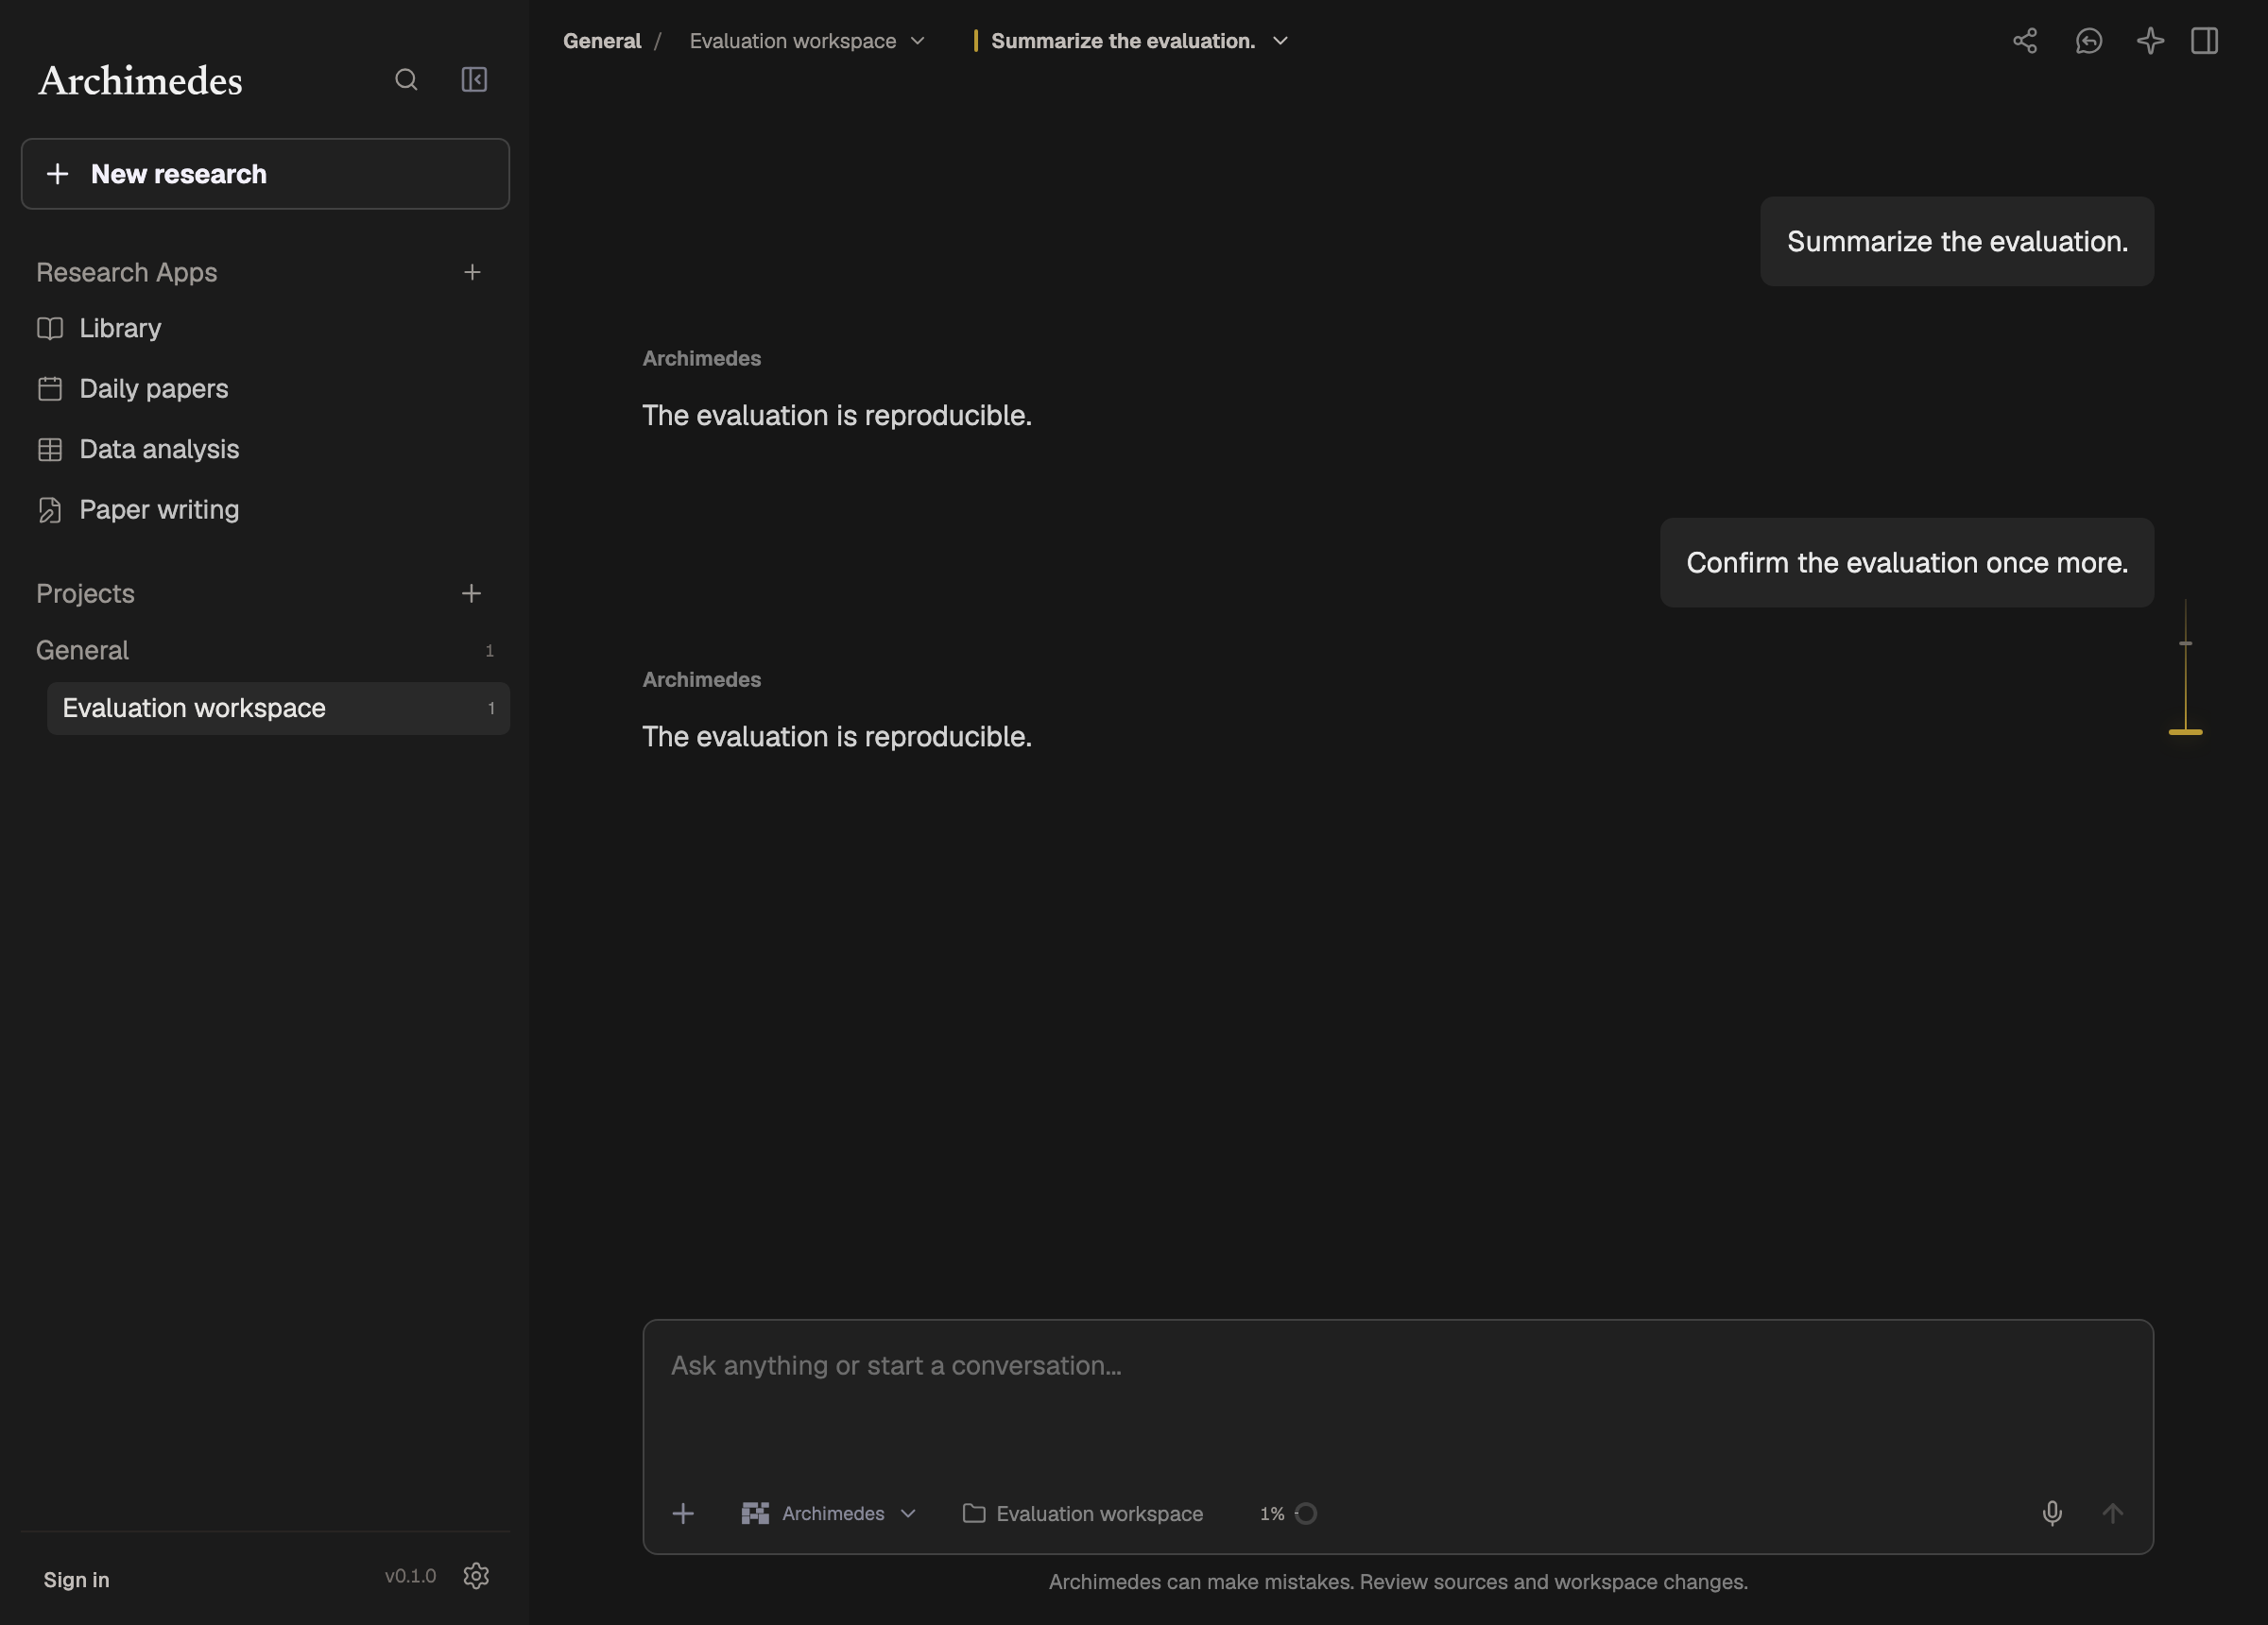 Archimedes
New research
Research Apps
Library
Daily papers
Data analysis
Paper writing
Projects
General 1
Evaluation workspace 1
Sign in v0.1.0
General / Evaluation workspace Summarize the evaluation.
Summarize the evaluation.
Archimedes
The evaluation is reproducible.
Confirm the evaluation once more.
Archimedes
The evaluation is reproducible.
Ask anything or start a conversation...
Archimedes Evaluation workspace 1%
Archimedes can make mistakes. Review sources and workspace changes.